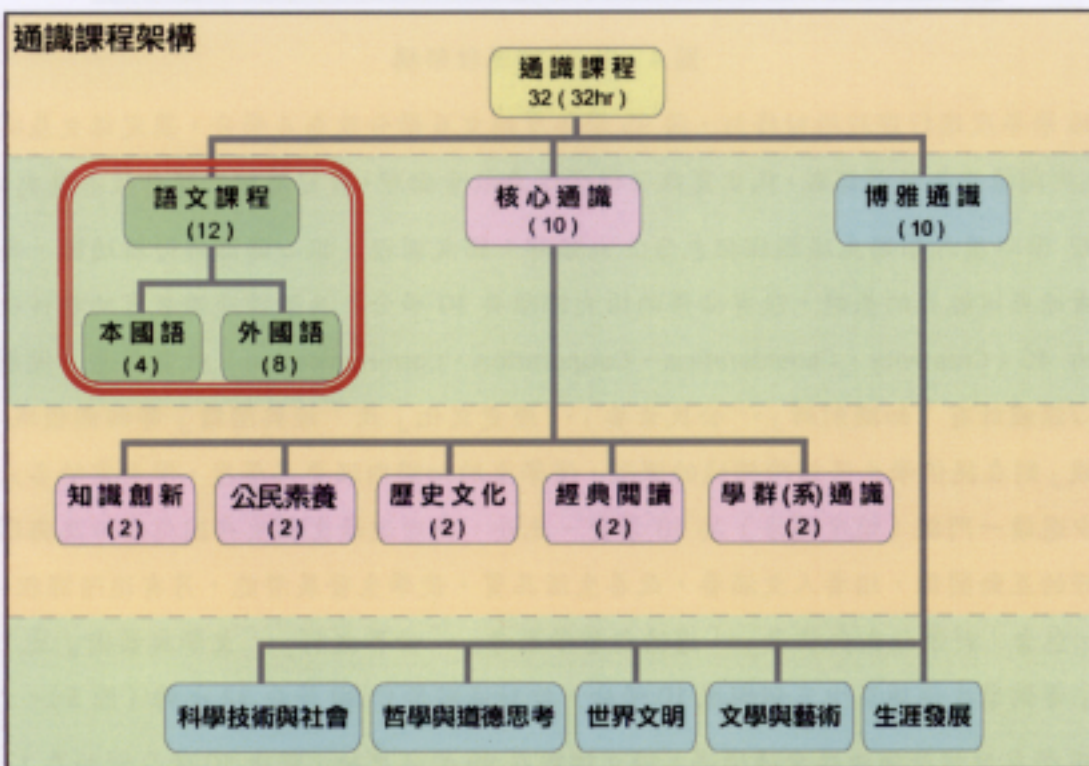 通識課程架構
通識課程
32 ( 32hr )
語文課程
(12)
核心通識
(10)
博雅通識
(10)
本國語
(4)
外國語
(8)
知識創新
(2)
公民素養
(2)
歷史文化
(2)
經典閱讀
(2)
學群(系)通識
(2)
科學技術與社會
哲學與道德思考
世界文明
文學與藝術
生涯發展